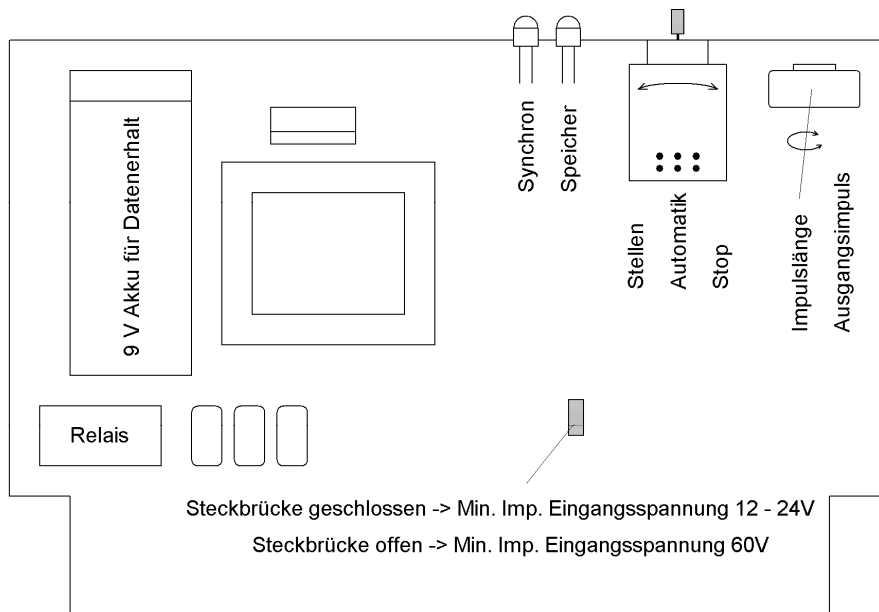 9 V Akku für Datenerhalt
Synchron
Speicher
Stellen
Automatik
Stop
Impulslänge
Ausgangsimpuls
Relais
Steckbrücke geschlossen -> Min. Imp. Eingangsspannung 12 - 24V
Steckbrücke offen -> Min. Imp. Eingangsspannung 60V